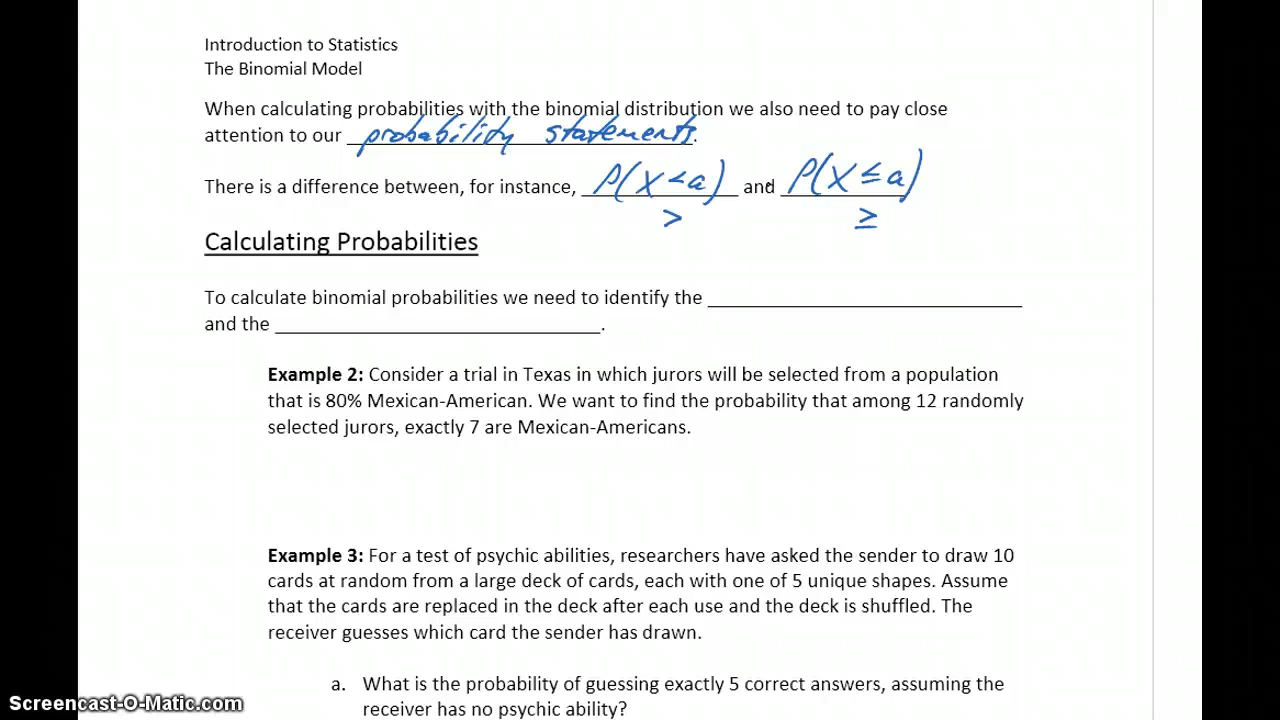 Introduction to Statistics
The Binomial Model
When calculating probabilities with the binomial distribution we also need to pay close
attention to our probability statements.
There is a difference between, for instance, P(X < a) and P(X ≤ a)
> ≥
Calculating Probabilities
To calculate binomial probabilities we need to identify the ______________________________
and the ______________________________.
Example 2: Consider a trial in Texas in which jurors will be selected from a population
that is 80% Mexican-American. We want to find the probability that among 12 randomly
selected jurors, exactly 7 are Mexican-Americans.
Example 3: For a test of psychic abilities, researchers have asked the sender to draw 10
cards at random from a large deck of cards, each with one of 5 unique shapes. Assume
that the cards are replaced in the deck after each use and the deck is shuffled. The
receiver guesses which card the sender has drawn.
a. What is the probability of guessing exactly 5 correct answers, assuming the
receiver has no psychic ability?
Screencast-O-Matic.com